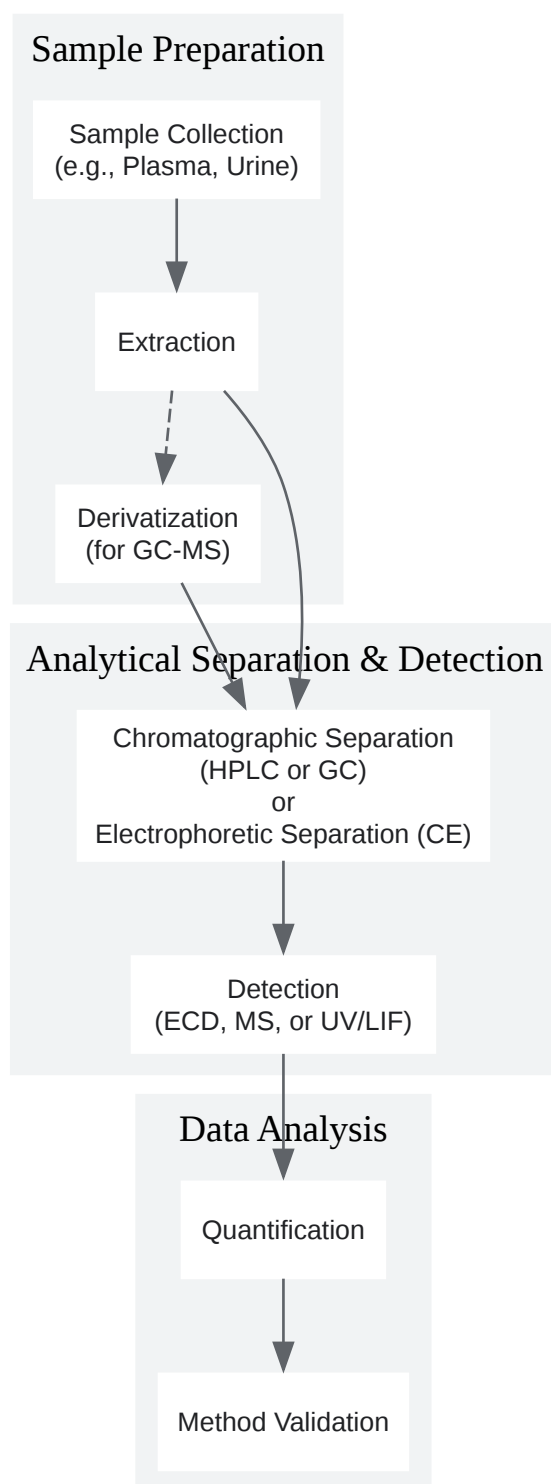 Sample Preparation
Sample Collection
(e.g., Plasma, Urine)
Extraction
Derivatization
(for GC-MS)
Analytical Separation & Detection
Chromatographic Separation
(HPLC or GC)
or
Electrophoretic Separation (CE)
Detection
(ECD, MS, or UV/LIF)
Data Analysis
Quantification
Method Validation